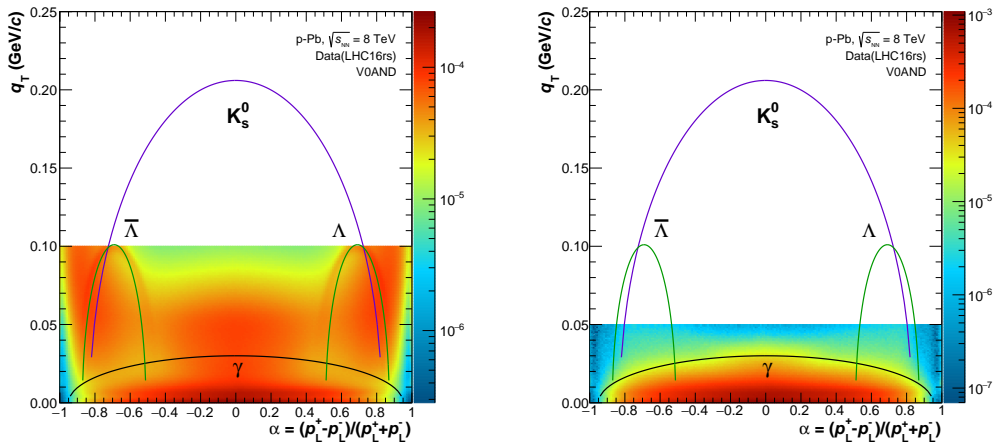 q_T (GeV/c)
0.25
0.20
0.15
0.10
0.05
0.00
p-Pb, √s_NN = 8 TeV
Data(LHC16rs)
V0AND
K⁰ₛ
Λ̅
Λ
γ
−1 −0.8 −0.6 −0.4 −0.2 0 0.2 0.4 0.6 0.8 1
α = (p_L⁺-p_L⁻)/(p_L⁺+p_L⁻)
10⁻⁴
10⁻⁵
10⁻⁶
q_T (GeV/c)
0.25
0.20
0.15
0.10
0.05
0.00
p-Pb, √s_NN = 8 TeV
Data(LHC16rs)
V0AND
K⁰ₛ
Λ̅
Λ
γ
−1 −0.8 −0.6 −0.4 −0.2 0 0.2 0.4 0.6 0.8 1
α = (p_L⁺-p_L⁻)/(p_L⁺+p_L⁻)
10⁻³
10⁻⁴
10⁻⁵
10⁻⁶
10⁻⁷